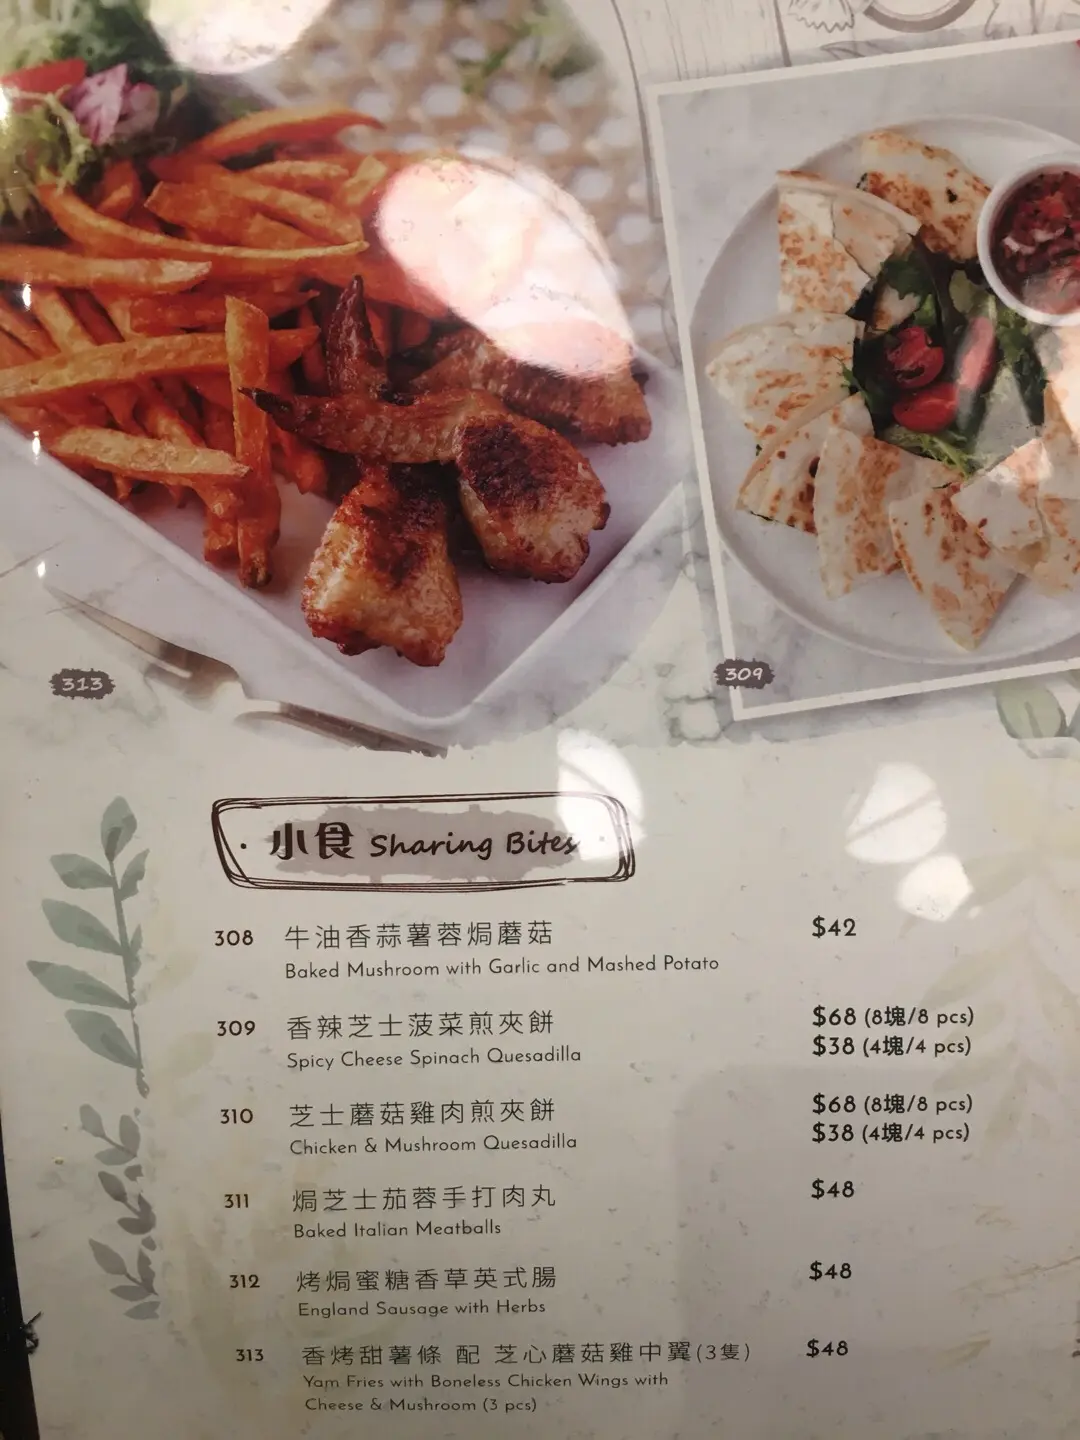 313
309
小食 Sharing Bites
308 牛油香蒜薯蓉焗蘑菇 $42
Baked Mushroom with Garlic and Mashed Potato
309 香辣芝士菠菜煎夾餅 $68 (8塊/8 pcs)
Spicy Cheese Spinach Quesadilla $38 (4塊/4 pcs)
310 芝士蘑菇雞肉煎夾餅 $68 (8塊/8 pcs)
Chicken & Mushroom Quesadilla $38 (4塊/4 pcs)
311 焗芝士茄蓉手打肉丸 $48
Baked Italian Meatballs
312 烤焗蜜糖香草英式腸 $48
England Sausage with Herbs
313 香烤甜薯條 配 芝心蘑菇雞中翼(3隻) $48
Yam Fries with Boneless Chicken Wings with
Cheese & Mushroom (3 pcs)